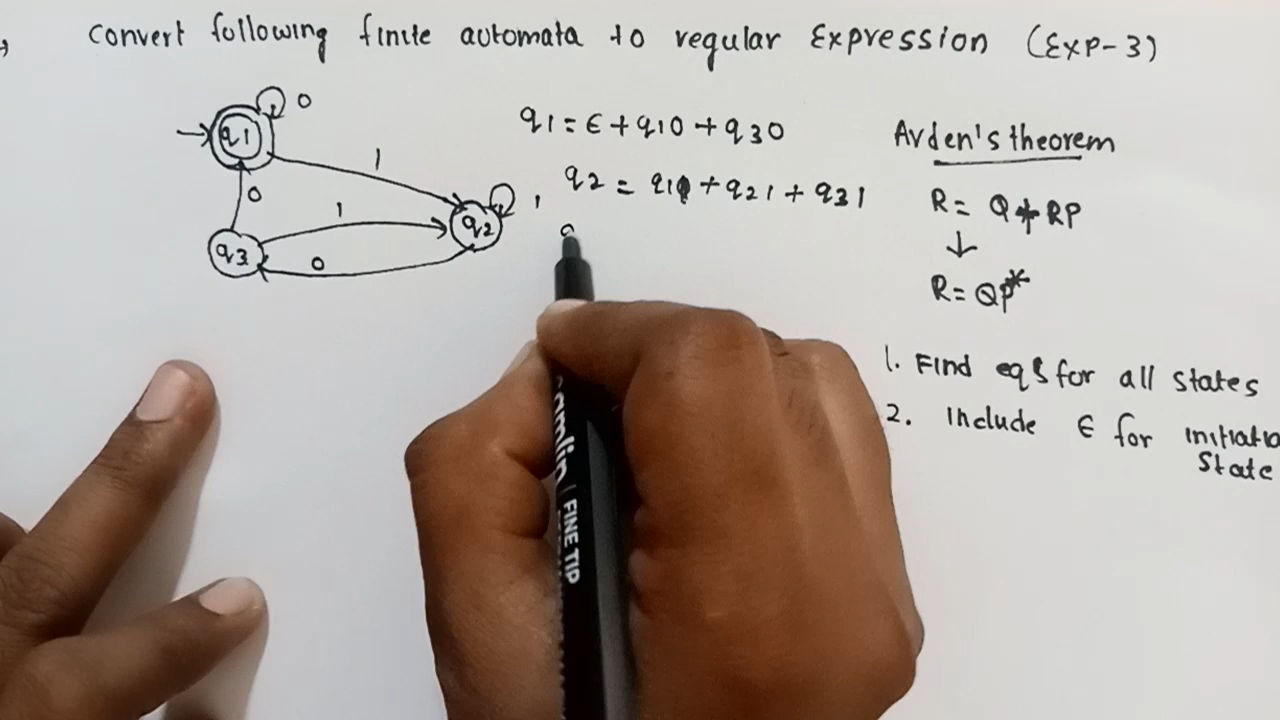 convert following finite automata to regular Expression (Exp-3)
q1 = ε + q10 + q30
q2 = q11 + q21 + q31
Arden's theorem
R = Q + RP
↓
R = QP*
1. Find eqs for all states
2. Include ε for initial
State
q1
0
1
0
1
q2
1
q3
0
amlin / FINE TIP